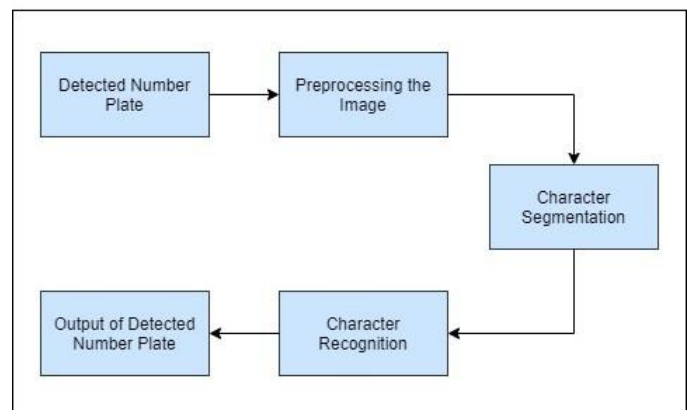 Detected Number
Plate
Preprocessing the
Image
Character
Segmentation
Character
Recognition
Output of Detected
Number Plate